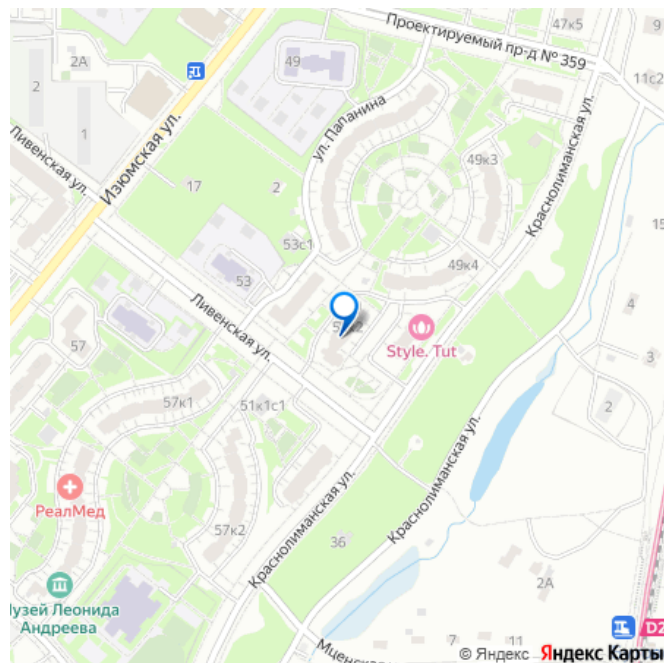 Проектируемый пр-д № 359
47к5
9
11с2
49
2А
2
1
Изюмская ул.
ул. Папанина
Краснолиманская ул.
49к3
Ливенская ул.
17
2
15
53с1
49к4
53
Ливенская ул.
4
Style. Tut
57
3
57к1
51к1с1
2
РеалМед
Краснолиманская ул.
Краснолиманская ул.
57к2
36
2А
Андреева
Леонида
D2
7
11
© Яндекс Яндекс Карты